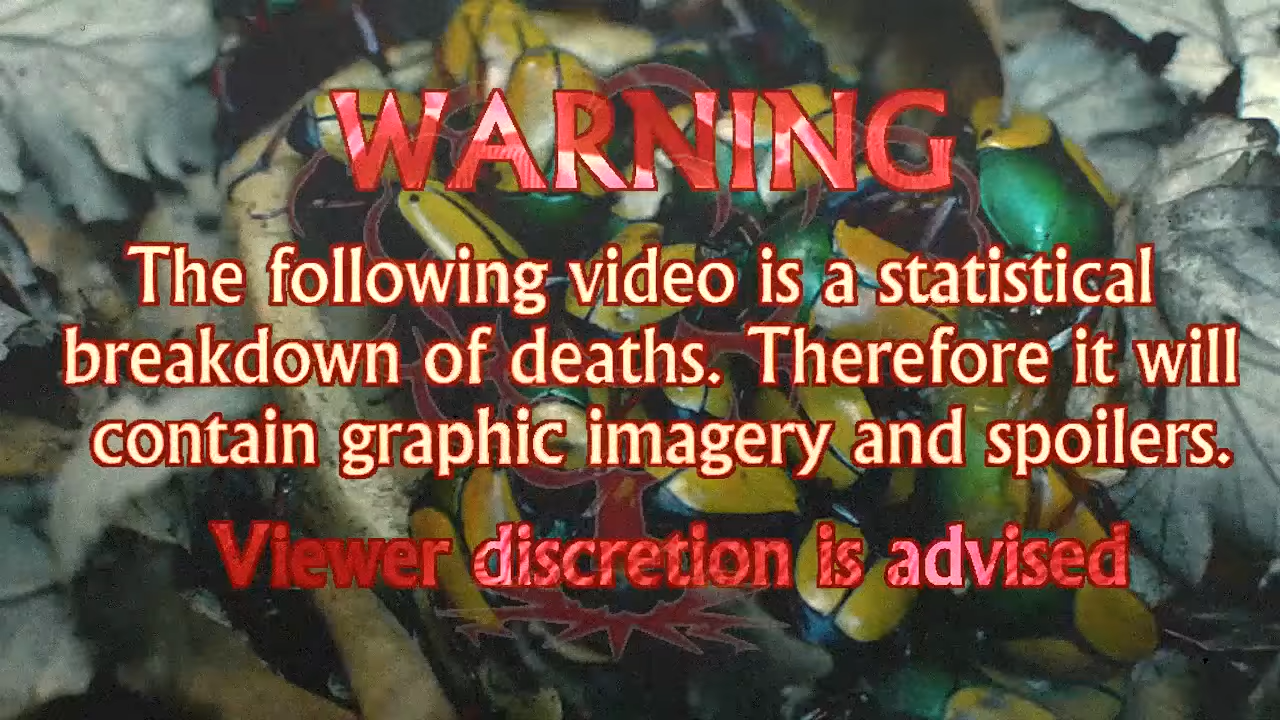 WARNING
The following video is a statistical
breakdown of deaths. Therefore it will
contain graphic imagery and spoilers.
Viewer discretion is advised